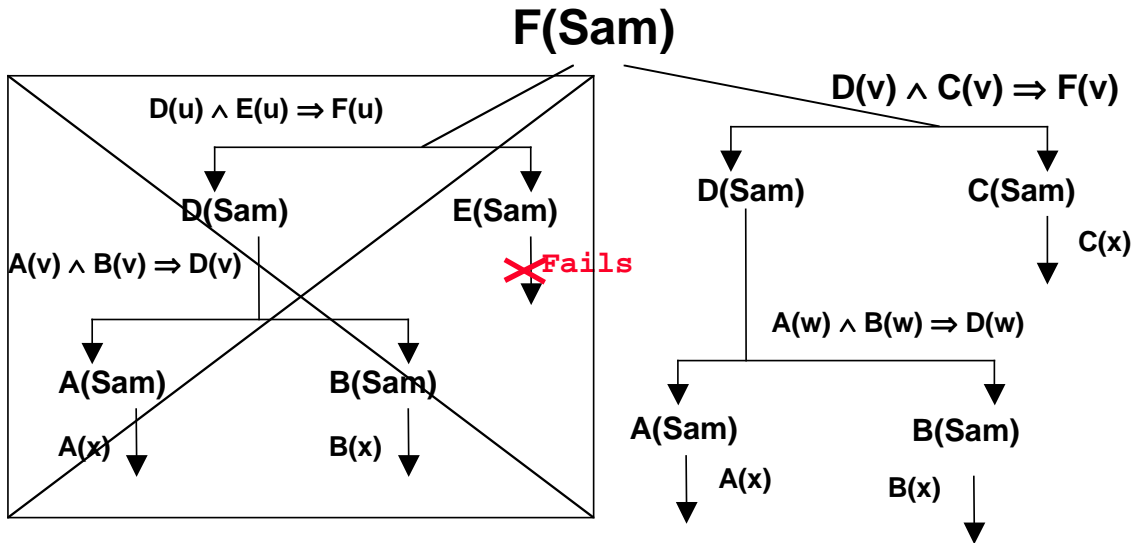 F(Sam)
D(u) ∧ E(u) ⇒ F(u)
D(v) ∧ C(v) ⇒ F(v)
D(Sam)
E(Sam)
D(Sam)
C(Sam)
A(v) ∧ B(v) ⇒ D(v)
Fails
C(x)
A(w) ∧ B(w) ⇒ D(w)
A(Sam)
B(Sam)
A(Sam)
B(Sam)
A(x)
B(x)
A(x)
B(x)